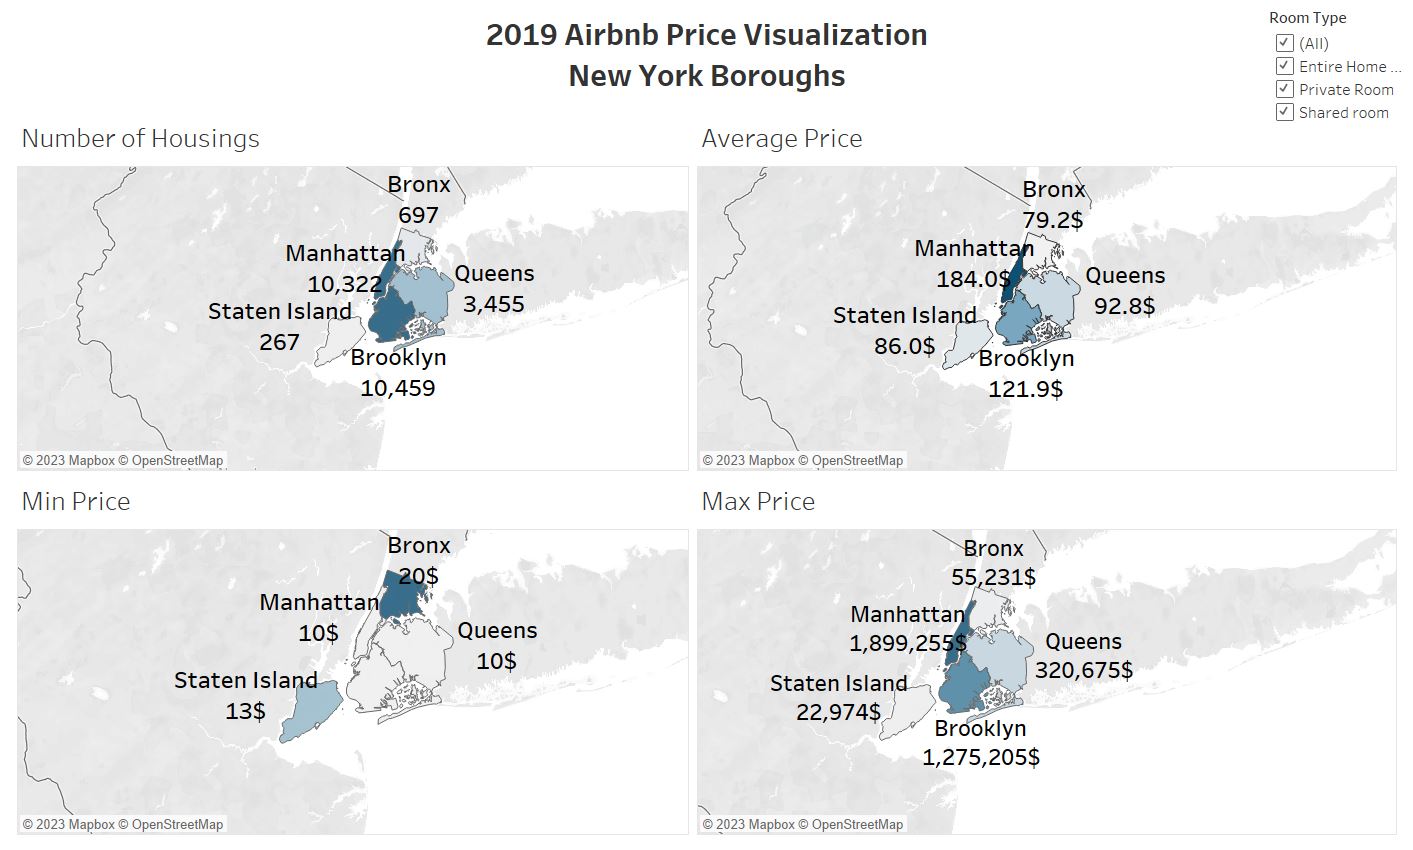 2019 Airbnb Price Visualization
New York Boroughs
Room Type
(All)
Entire Home ...
Private Room
Shared room
Number of Housings
Bronx
697
Manhattan
10,322
Queens
3,455
Staten Island
267
Brooklyn
10,459
© 2023 Mapbox © OpenStreetMap
Average Price
Bronx
79.2$
Manhattan
184.0$
Queens
92.8$
Staten Island
86.0$
Brooklyn
121.9$
© 2023 Mapbox © OpenStreetMap
Min Price
Bronx
20$
Manhattan
10$
Queens
10$
Staten Island
13$
© 2023 Mapbox © OpenStreetMap
Max Price
Bronx
55,231$
Manhattan
1,899,255$
Queens
320,675$
Staten Island
22,974$
Brooklyn
1,275,205$
© 2023 Mapbox © OpenStreetMap